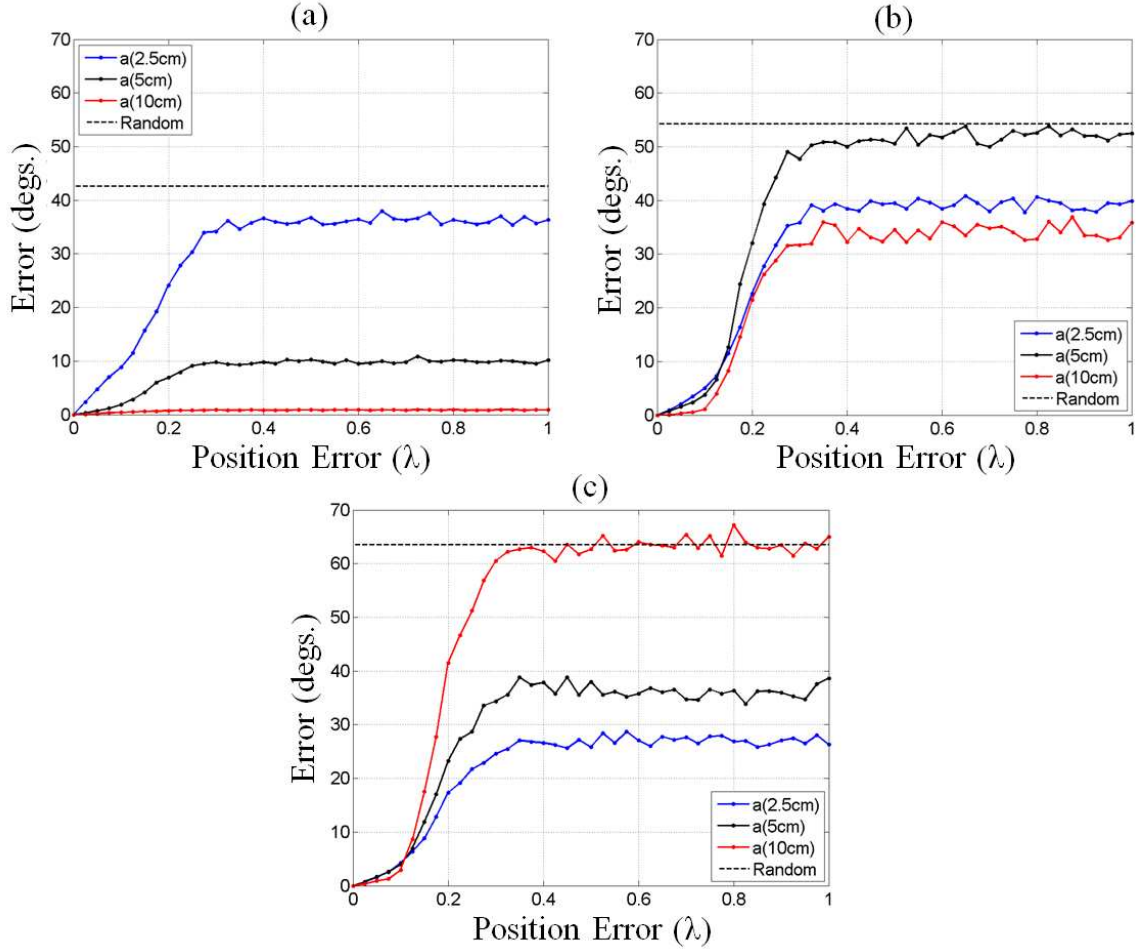 (a)
70
60
50
40
30
20
10
0
Error (degs.)
a(2.5cm)
a(5cm)
a(10cm)
Random
0 0.2 0.4 0.6 0.8 1
Position Error (λ)
(b)
70
60
50
40
30
20
10
0
Error (degs.)
a(2.5cm)
a(5cm)
a(10cm)
Random
0 0.2 0.4 0.6 0.8 1
Position Error (λ)
(c)
70
60
50
40
30
20
10
0
Error (degs.)
a(2.5cm)
a(5cm)
a(10cm)
Random
0 0.2 0.4 0.6 0.8 1
Position Error (λ)